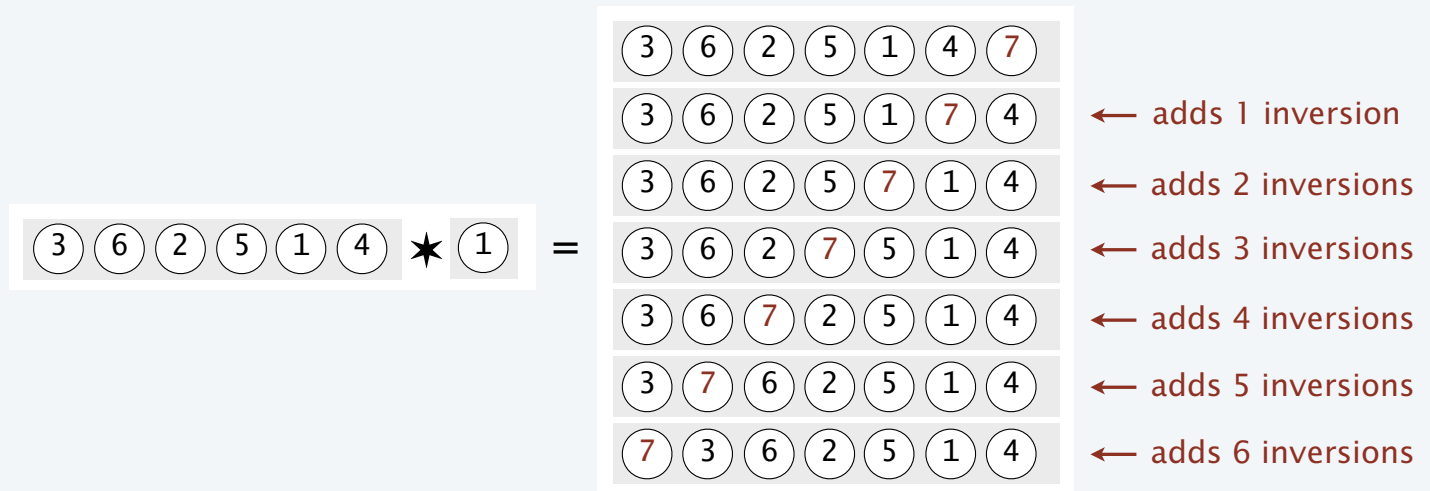 3 6 2 5 1 4 7
3 6 2 5 1 7 4 ← adds 1 inversion
3 6 2 5 7 1 4 ← adds 2 inversions
3 6 2 5 1 4 ✶ 1 = 3 6 2 7 5 1 4 ← adds 3 inversions
3 6 7 2 5 1 4 ← adds 4 inversions
3 7 6 2 5 1 4 ← adds 5 inversions
7 3 6 2 5 1 4 ← adds 6 inversions